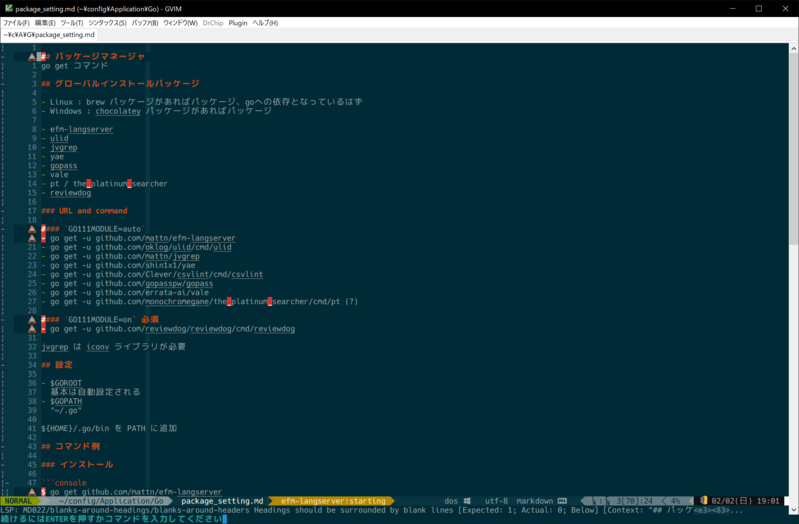 package_setting.md (~¥config¥Application¥Go) - GVIM
ファイル(F) 編集(E) ツール(T) シンタックス(S) バッファ(B) ウィンドウ(W) DrChip Plugin ヘルプ(H)
~¥c¥A¥G¥package_setting.md
1
## パッケージマネージャ
1 go get コマンド
2
3 ## グローバルインストールパッケージ
4
5 - Linux : brew パッケージがあればパッケージ、goへの依存となっているはず
6 - Windows : chocolatey パッケージがあればパッケージ
7
8 - efm-langserver
9 - ulid
10 - jvgrep
11 - yae
12 - gopass
13 - vale
14 - pt / the_platinum_searcher
15 - reviewdog
16
17 ### URL and command
18
#### `GO111MODULE=auto`
- go get -u github.com/mattn/efm-langserver
21 - go get -u github.com/oklog/ulid/cmd/ulid
22 - go get -u github.com/mattn/jvgrep
23 - go get -u github.com/shin1x1/yae
24 - go get -u github.com/Clever/csvlint/cmd/csvlint
25 - go get -u github.com/gopasspw/gopass
26 - go get -u github.com/errata-ai/vale
27 - go get -u github.com/monochromegane/the_platinum_searcher/cmd/pt (?)
28
#### `GO111MODULE=on` 必須
- go get -u github.com/reviewdog/reviewdog/cmd/reviewdog
31
32 jvgrep は iconv ライブラリが必要
33
34 ## 設定
35
36 - $GOROOT
37 基本は自動設定される
38 - $GOPATH
39 "~/.go"
40
41 ${HOME}/.go/bin を PATH に追加
42
43 ## コマンド例
44
45 ### インストール
46
47 ```console
$ go get github.com/mattn/efm-langserver
NORMAL ~/config/Application/Go package_setting.md efm-langserver:starting dos utf-8 markdown 3[70]:24 4% 02/02(日) 19:01
LSP: MD022/blanks-around-headings/blanks-around-headers Headings should be surrounded by blank lines [Expected: 1; Actual: 0; Below] [Context: "## パッケ<e3><83>...
続けるにはENTERを押すかコマンドを入力してください